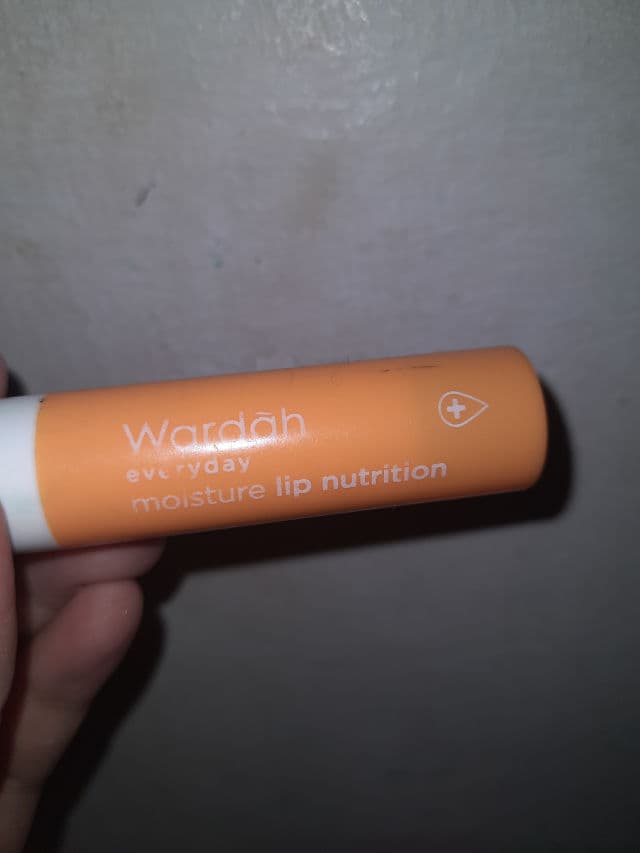 Wardah
everyday
moisture lip nutrition